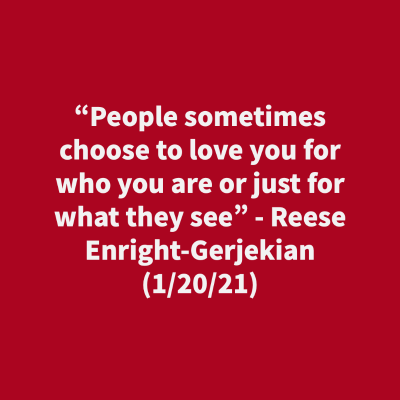 “People sometimes
choose to love you for
who you are or just for
what they see” - Reese
Enright-Gerjekian
(1/20/21)